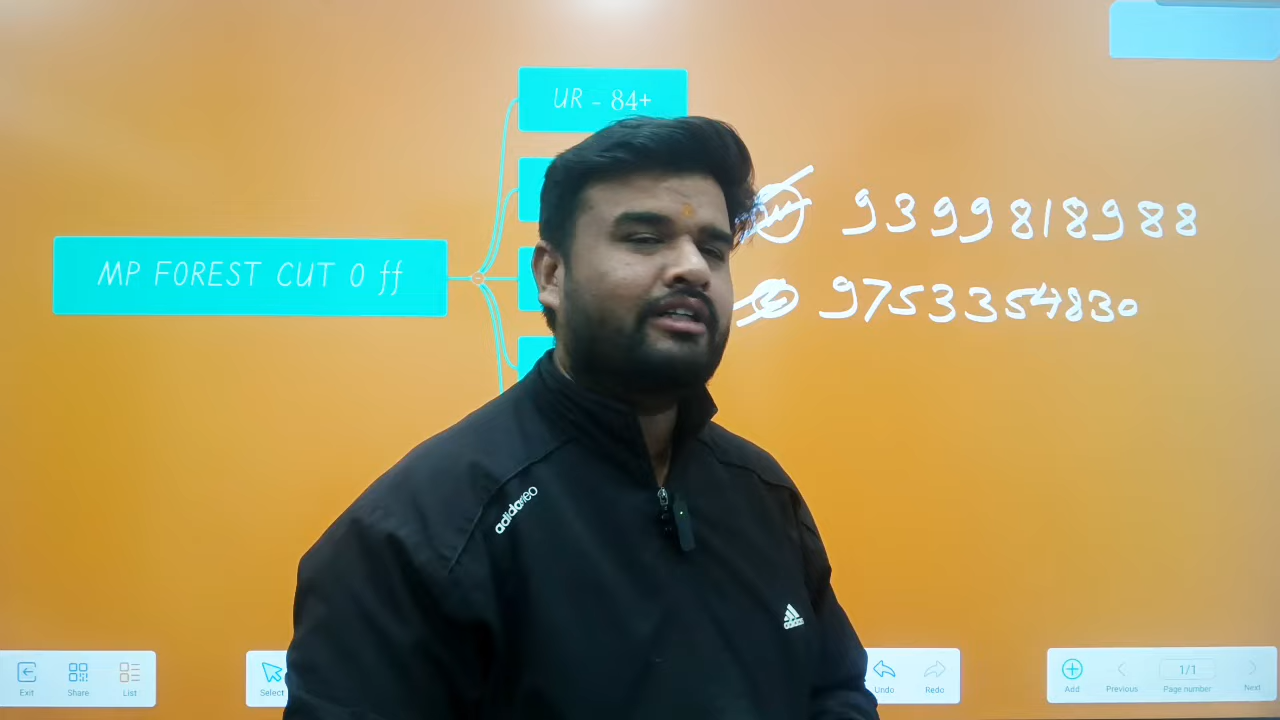 UR - 84+
MP FOREST CUT O ff
9399818988
9753354830
adidas
adidas
Exit
Share
List
Select
Undo
Redo
Add
Previous
1/1
Page number
Next